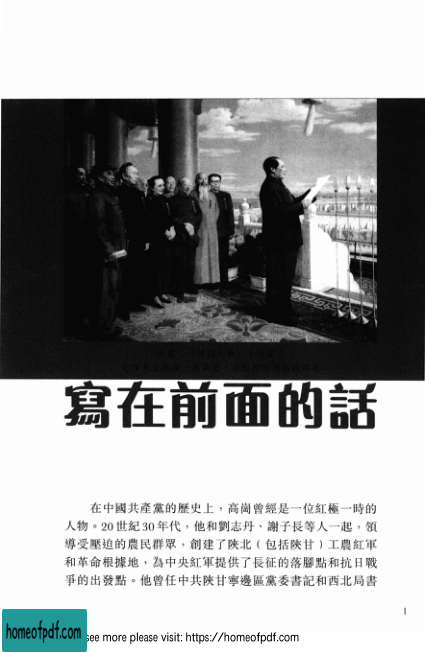 寫在前面的話
在中國共產黨的歷史上，高崗曾經是一位紅極一時的
人物。20世紀30年代，他和劉志丹、謝子長等人一起，領
導受壓迫的農民群眾，創建了陝北（包括陝甘）工農紅軍
和革命根據地，為中央紅軍提供了長征的落腳點和抗日戰
爭的出發點。他曾任中共陝甘寧邊區黨委書記和西北局書
1
homeofpdf.com
see more please visit: https://homeofpdf.com